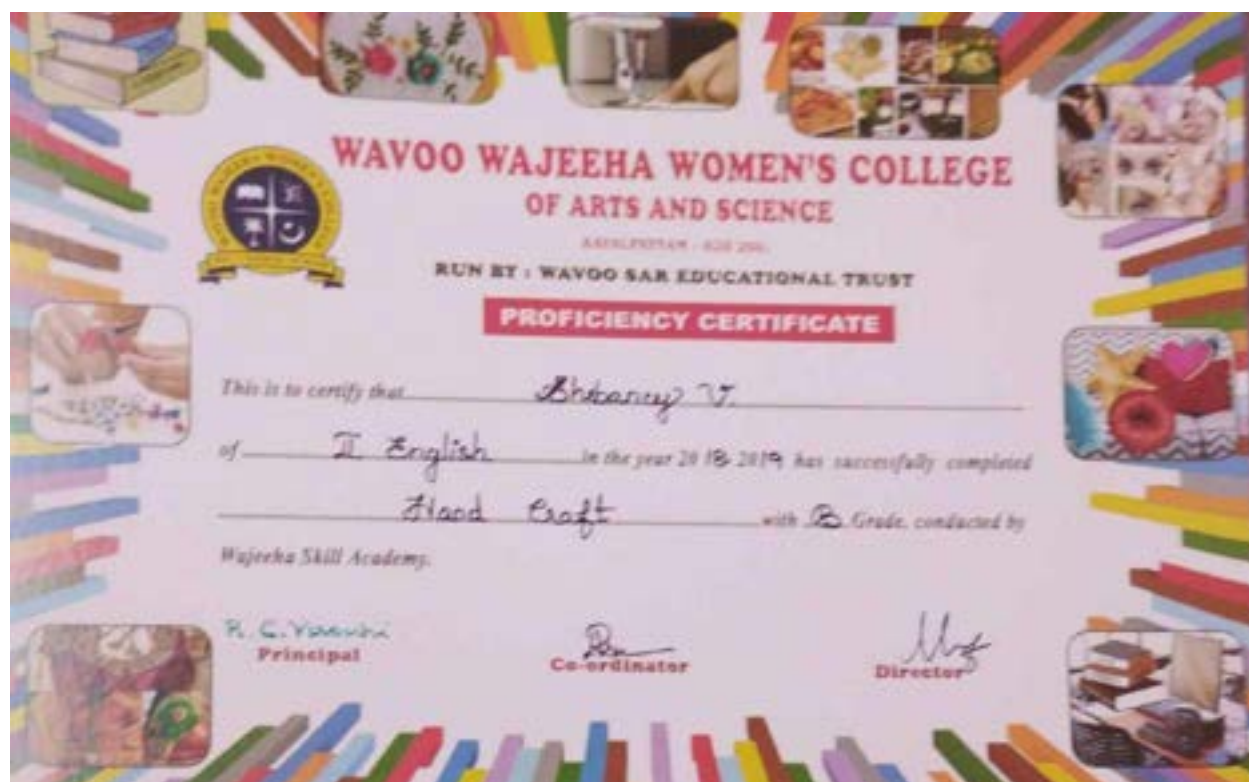 WAVOO WAJEEHA WOMEN'S COLLEGE
OF ARTS AND SCIENCE
RUN BY : WAVOO SAR EDUCATIONAL TRUST
PROFICIENCY CERTIFICATE
This is to certify that Shibancy V.
of II English in the year 2018-2019 has successfully completed
Hand Craft with B Grade, conducted by
Wajeeha Skill Academy.
Principal
Co-ordinator
Director